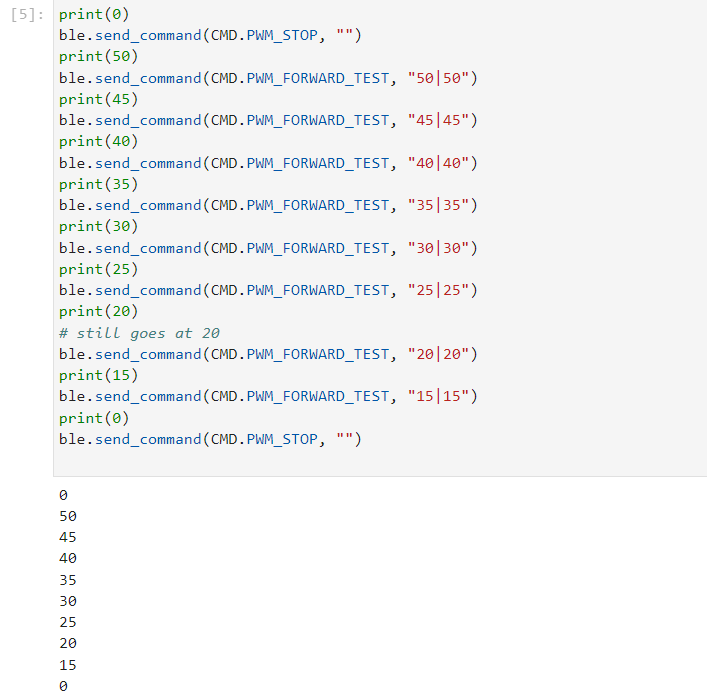 [5]:
print(0)
ble.send_command(CMD.PWM_STOP, "")
print(50)
ble.send_command(CMD.PWM_FORWARD_TEST, "50|50")
print(45)
ble.send_command(CMD.PWM_FORWARD_TEST, "45|45")
print(40)
ble.send_command(CMD.PWM_FORWARD_TEST, "40|40")
print(35)
ble.send_command(CMD.PWM_FORWARD_TEST, "35|35")
print(30)
ble.send_command(CMD.PWM_FORWARD_TEST, "30|30")
print(25)
ble.send_command(CMD.PWM_FORWARD_TEST, "25|25")
print(20)
# still goes at 20
ble.send_command(CMD.PWM_FORWARD_TEST, "20|20")
print(15)
ble.send_command(CMD.PWM_FORWARD_TEST, "15|15")
print(0)
ble.send_command(CMD.PWM_STOP, "")
0
50
45
40
35
30
25
20
15
0